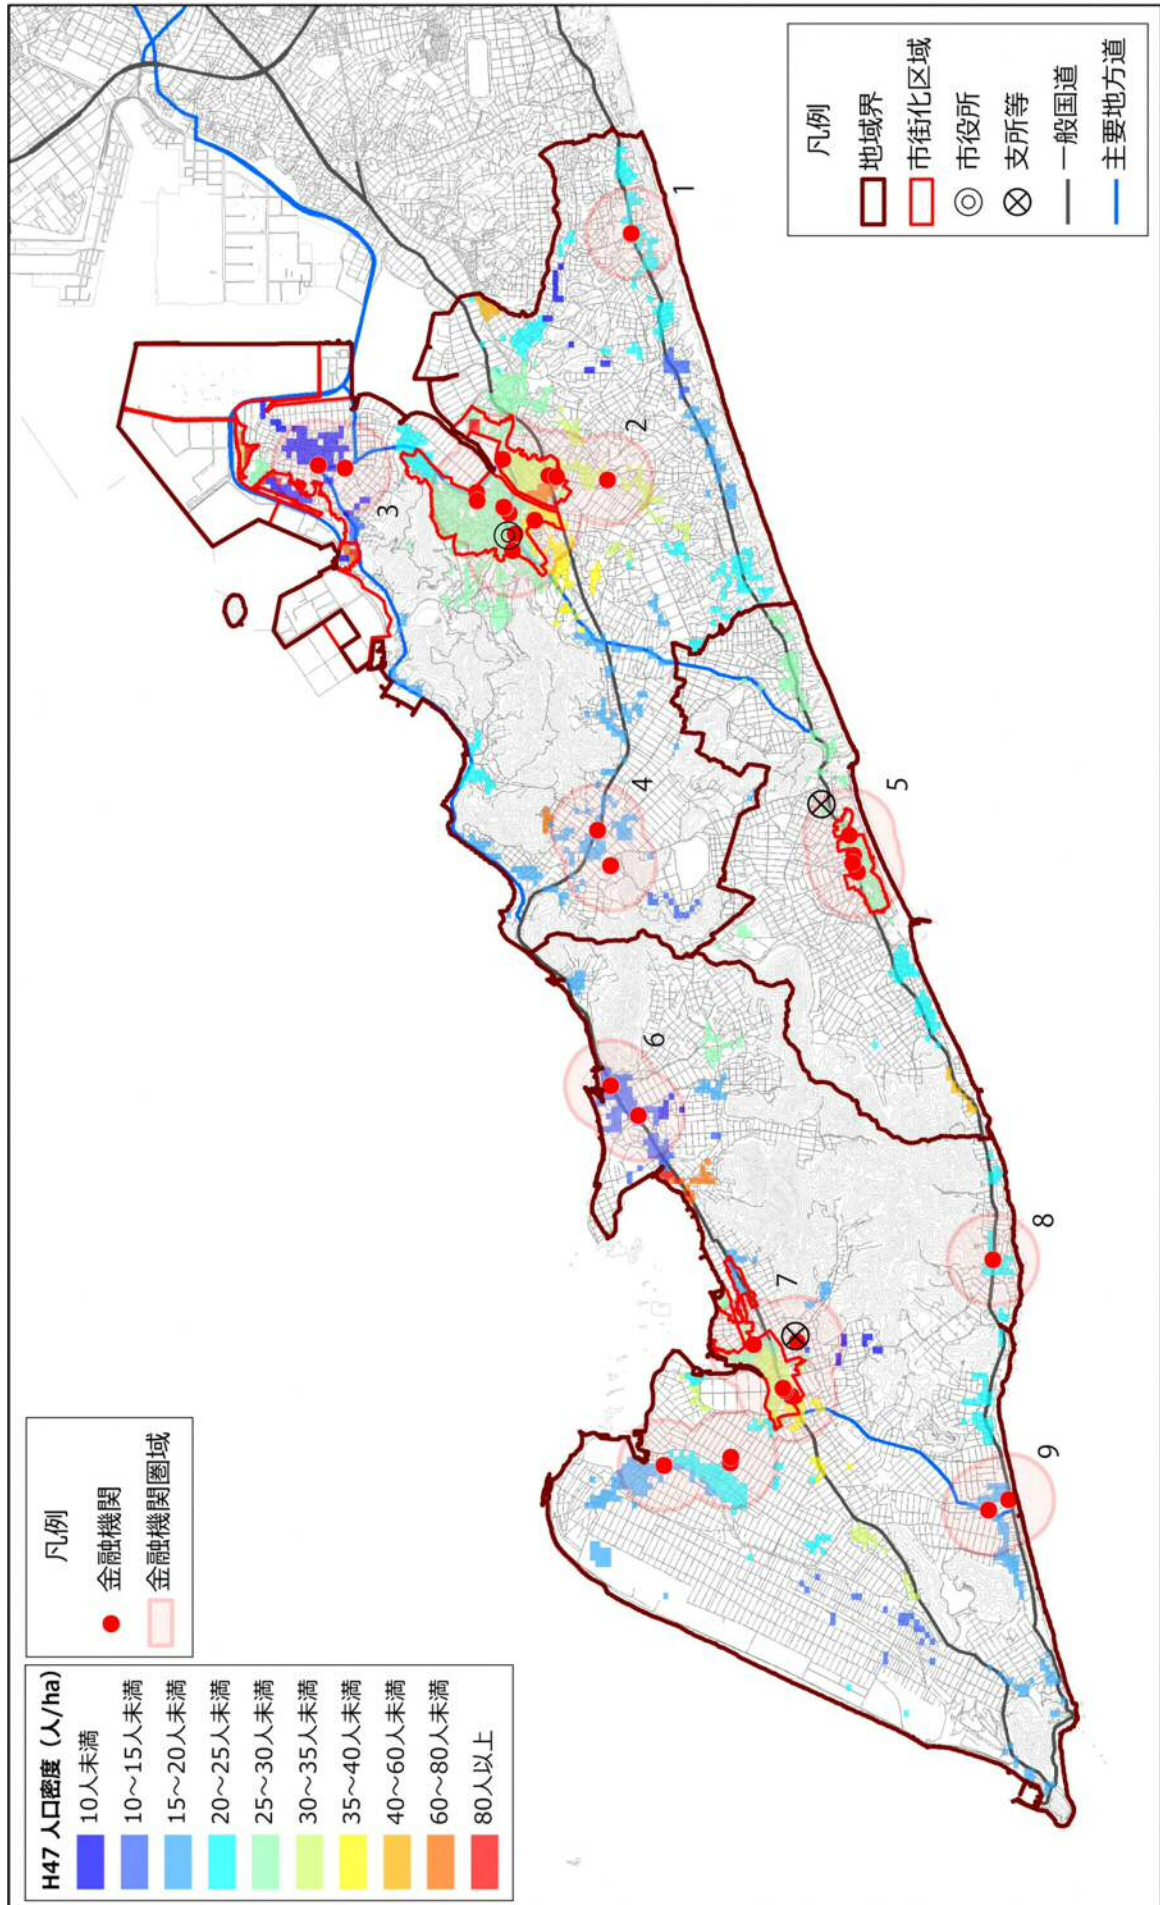 H47 人口密度（人/ha）
10人未満
10～15人未満
15～20人未満
20～25人未満
25～30人未満
30～35人未満
35～40人未満
40～60人未満
60～80人未満
80人以上
凡例
金融機関
金融機関圏域
凡例
地域界
市街化区域
市役所
支所等
一般国道
主要地方道
1
2
3
4
5
6
7
8
9